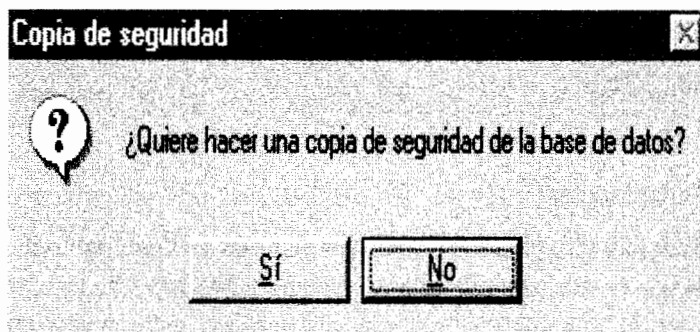 Copia de seguridad
¿Quiere hacer una copia de seguridad de la base de datos?
Sí
No